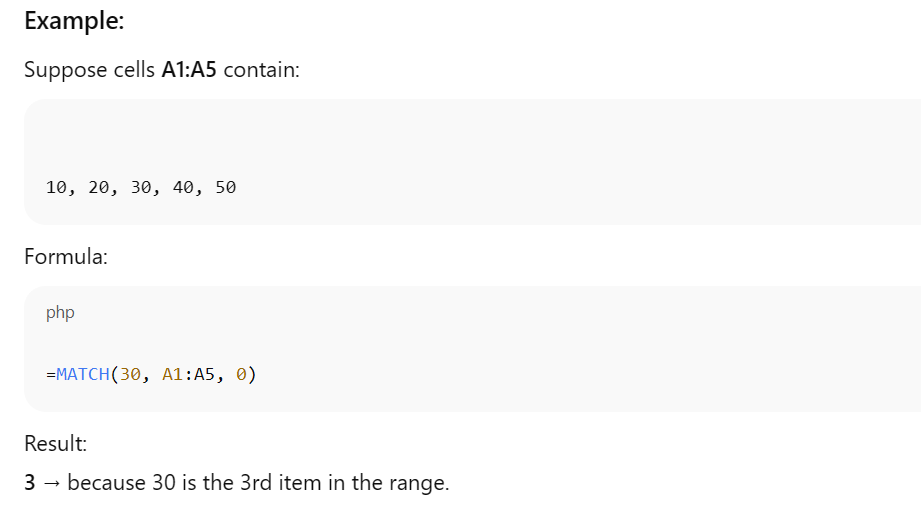 Example:
Suppose cells A1:A5 contain:
10, 20, 30, 40, 50
Formula:
php
=MATCH(30, A1:A5, 0)
Result:
3 → because 30 is the 3rd item in the range.